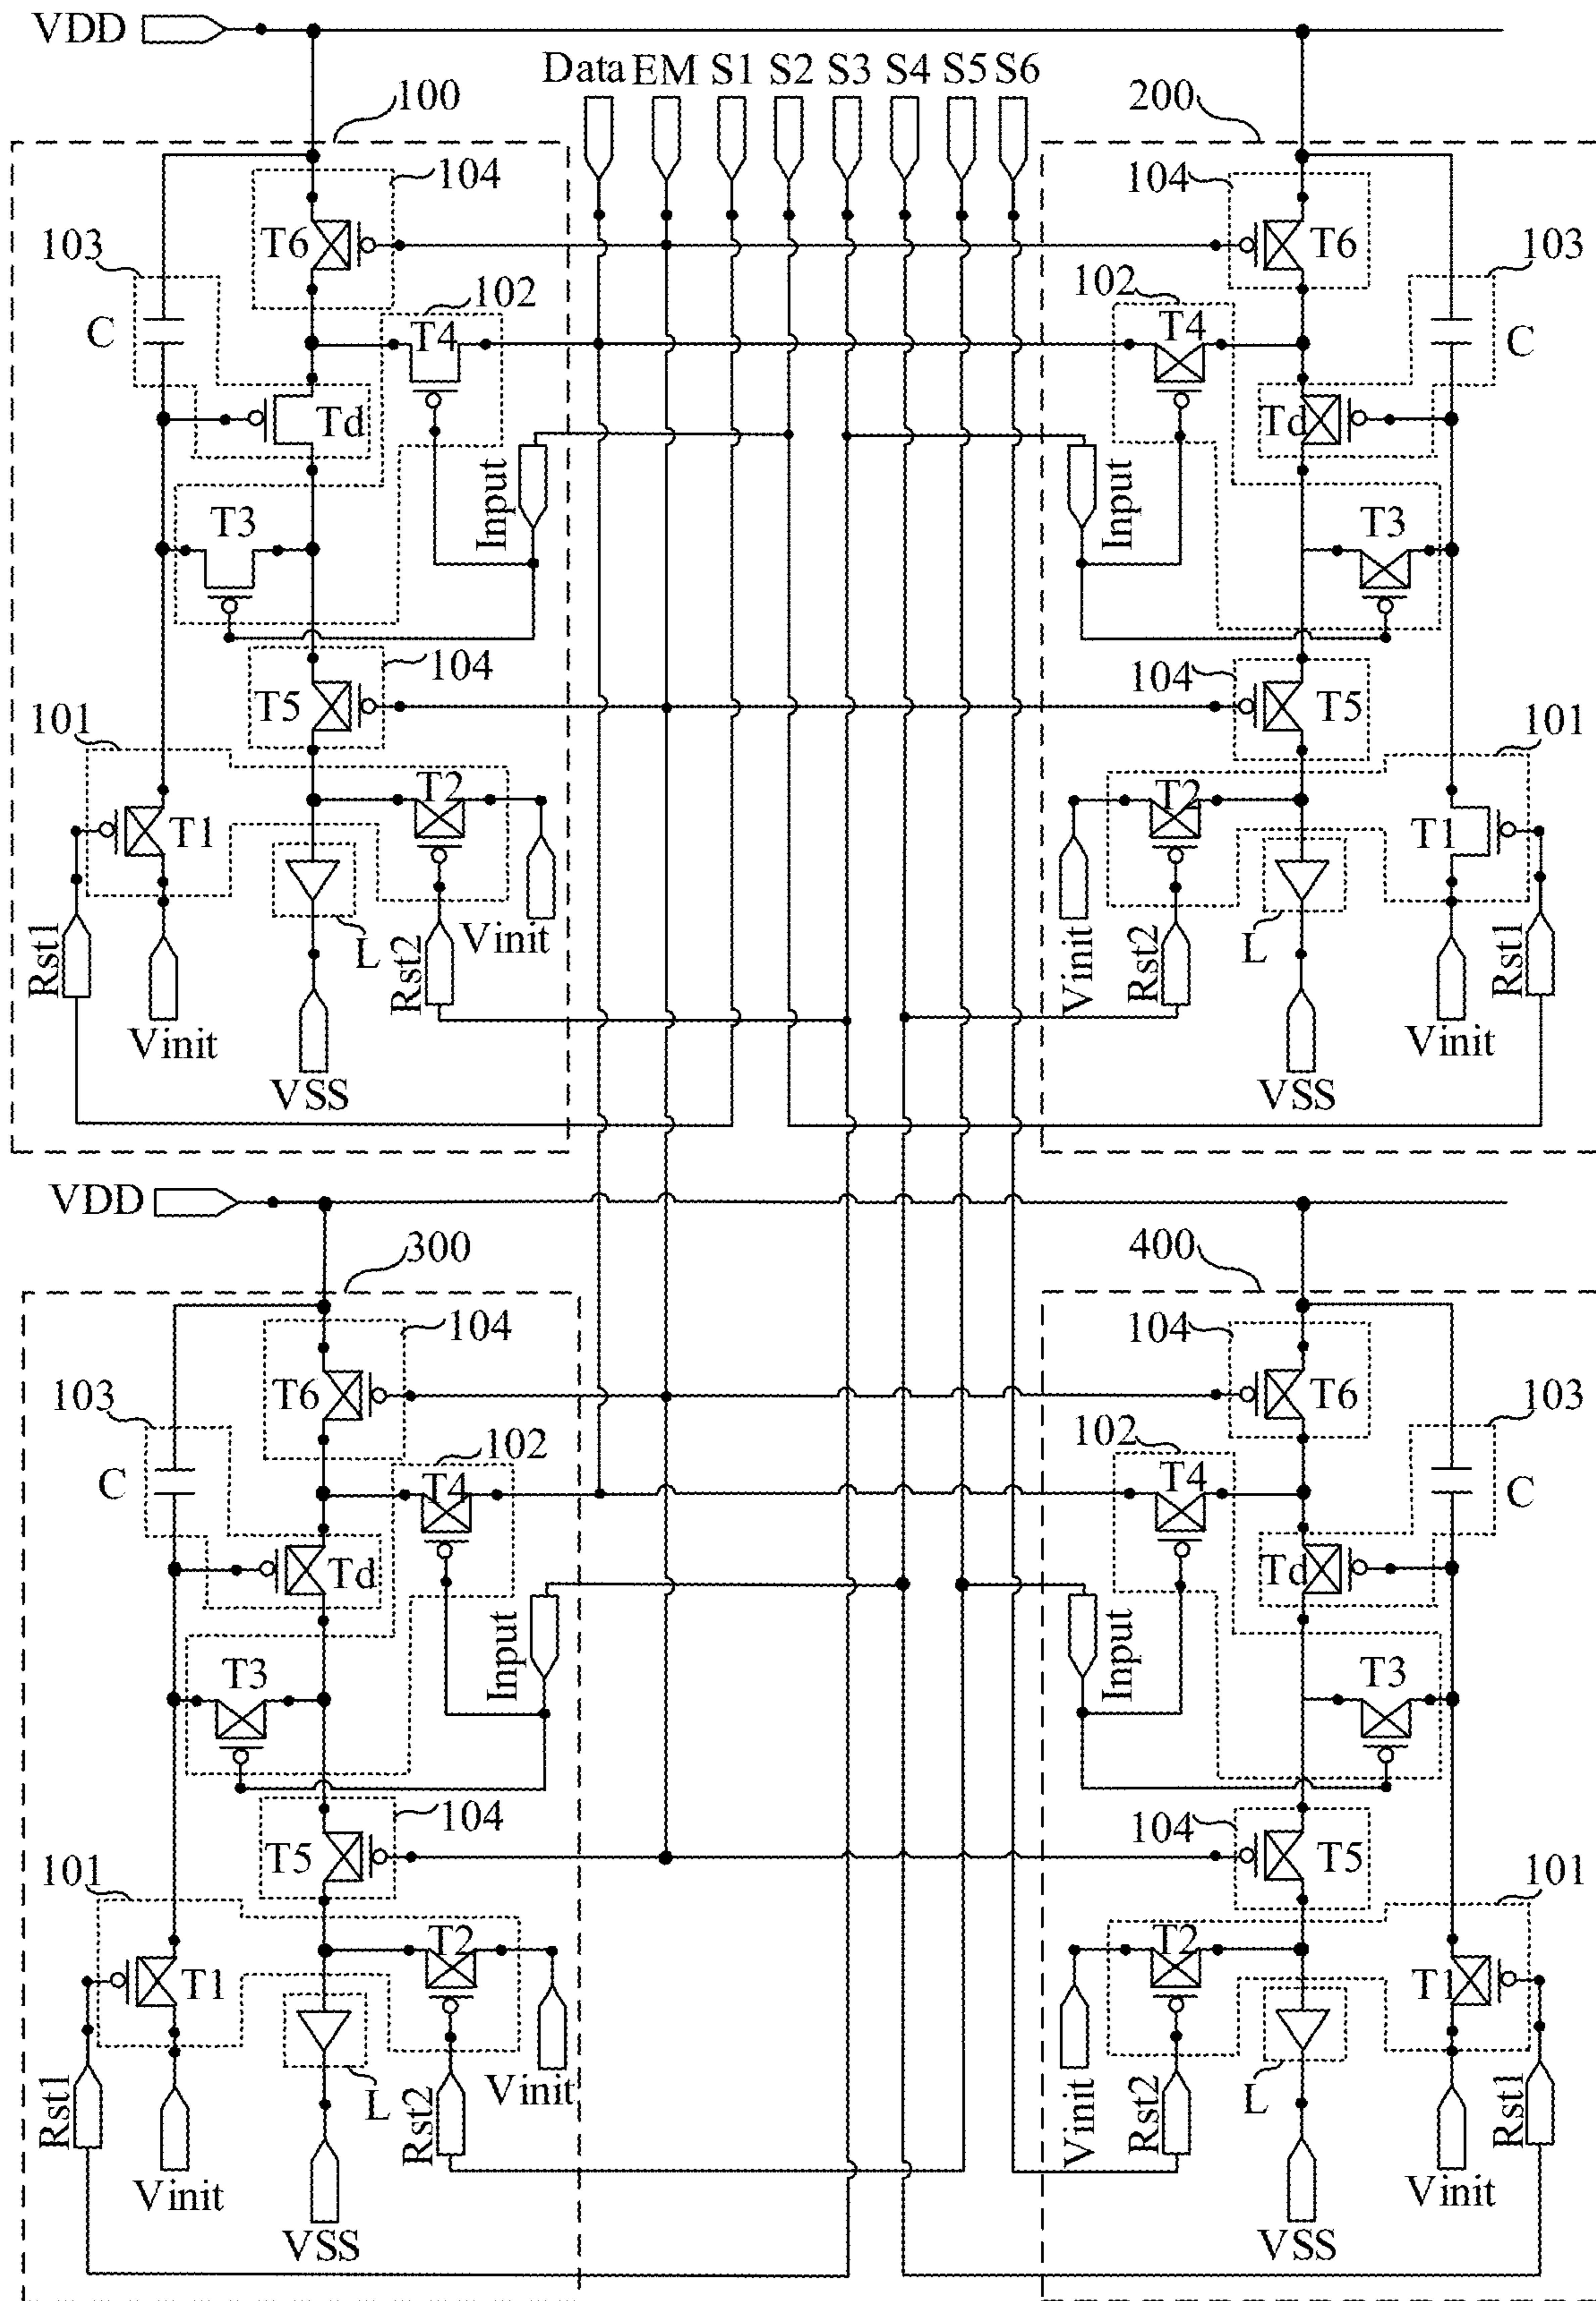 VDD
Data EM S1 S2 S3 S4 S5 S6
100
200
104
104
T6
T6
103
103
102
102
C
T4
T4
C
Td
Td
Input
Input
T3
T3
104
104
T5
T5
101
101
T2
T2
T1
T1
Rst1
Vinit
L
Rst2
Vinit
Vinit
Rst2
L
Vinit
Rst1
VSS
VSS
VDD
300
400
104
104
T6
T6
103
103
102
102
C
T4
T4
C
Td
Td
Input
Input
T3
T3
104
104
T5
T5
101
101
T2
T2
T1
T1
Rst1
Vinit
L
Rst2
Vinit
Vinit
Rst2
L
Vinit
Rst1
VSS
VSS